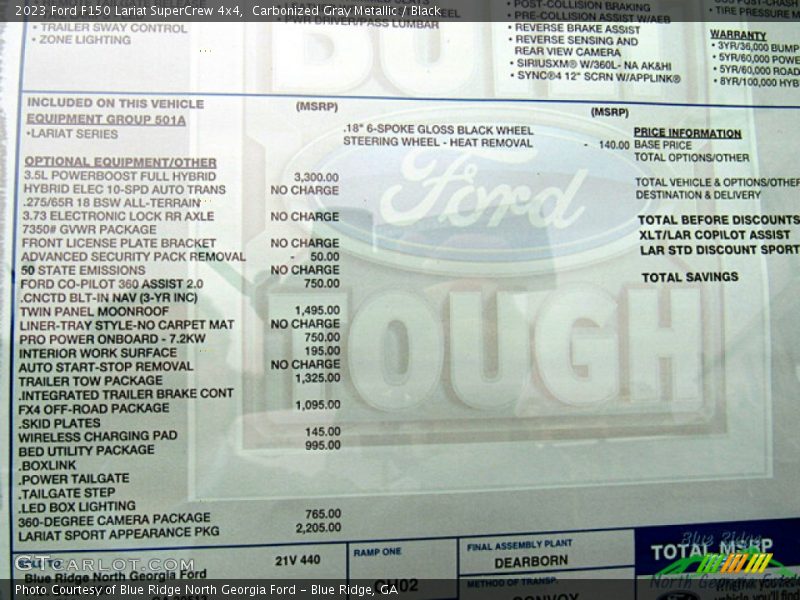 2023 Ford F150 Lariat SuperCrew 4x4, Carbonized Gray Metallic / Black
• TRAILER SWAY CONTROL
• ZONE LIGHTING
PWR DRIVER/PASS LUMBAR
• POST-COLLISION BRAKING
• PRE-COLLISION ASSIST W/AEB
• REVERSE BRAKE ASSIST
• REVERSE SENSING AND
REAR VIEW CAMERA
• SIRIUSXM® W/360L- NA AK&HI
• SYNC®4 12" SCRN W/APPLINK®
• TIRE PRESSURE M
WARRANTY
• 3YR/36,000 BUMP
• 5YR/60,000 POWE
• 5YR/60,000 ROAD
• 8YR/100,000 HYB
INCLUDED ON THIS VEHICLE (MSRP)
EQUIPMENT GROUP 501A
•LARIAT SERIES
OPTIONAL EQUIPMENT/OTHER
3.5L POWERBOOST FULL HYBRID 3,300.00
HYBRID ELEC 10-SPD AUTO TRANS NO CHARGE
.275/65R 18 BSW ALL-TERRAIN
3.73 ELECTRONIC LOCK RR AXLE NO CHARGE
7350# GVWR PACKAGE
FRONT LICENSE PLATE BRACKET NO CHARGE
ADVANCED SECURITY PACK REMOVAL - 50.00
50 STATE EMISSIONS NO CHARGE
FORD CO-PILOT 360 ASSIST 2.0 750.00
.CNCTD BLT-IN NAV (3-YR INC)
TWIN PANEL MOONROOF 1,495.00
LINER-TRAY STYLE-NO CARPET MAT NO CHARGE
PRO POWER ONBOARD - 7.2KW 750.00
INTERIOR WORK SURFACE 195.00
AUTO START-STOP REMOVAL NO CHARGE
TRAILER TOW PACKAGE 1,325.00
.INTEGRATED TRAILER BRAKE CONT
FX4 OFF-ROAD PACKAGE 1,095.00
.SKID PLATES
WIRELESS CHARGING PAD 145.00
BED UTILITY PACKAGE 995.00
.BOXLINK
.POWER TAILGATE
.TAILGATE STEP
.LED BOX LIGHTING
360-DEGREE CAMERA PACKAGE 765.00
LARIAT SPORT APPEARANCE PKG 2,205.00
(MSRP)
.18" 6-SPOKE GLOSS BLACK WHEEL
STEERING WHEEL - HEAT REMOVAL - 140.00
PRICE INFORMATION
BASE PRICE
TOTAL OPTIONS/OTHER
TOTAL VEHICLE & OPTIONS/OTHER
DESTINATION & DELIVERY
TOTAL BEFORE DISCOUNTS
XLT/LAR COPILOT ASSIST
LAR STD DISCOUNT SPORT
TOTAL SAVINGS
Ford
TOUGH
21V 440
Blue Ridge North Georgia Ford
RAMP ONE
FINAL ASSEMBLY PLANT
DEARBORN
METHOD OF TRANSP.
CONVOY
TOTAL MSRP
Blue Ridge
North Georgia Ford
GTCarLot.com
Photo Courtesy of Blue Ridge North Georgia Ford – Blue Ridge, GA